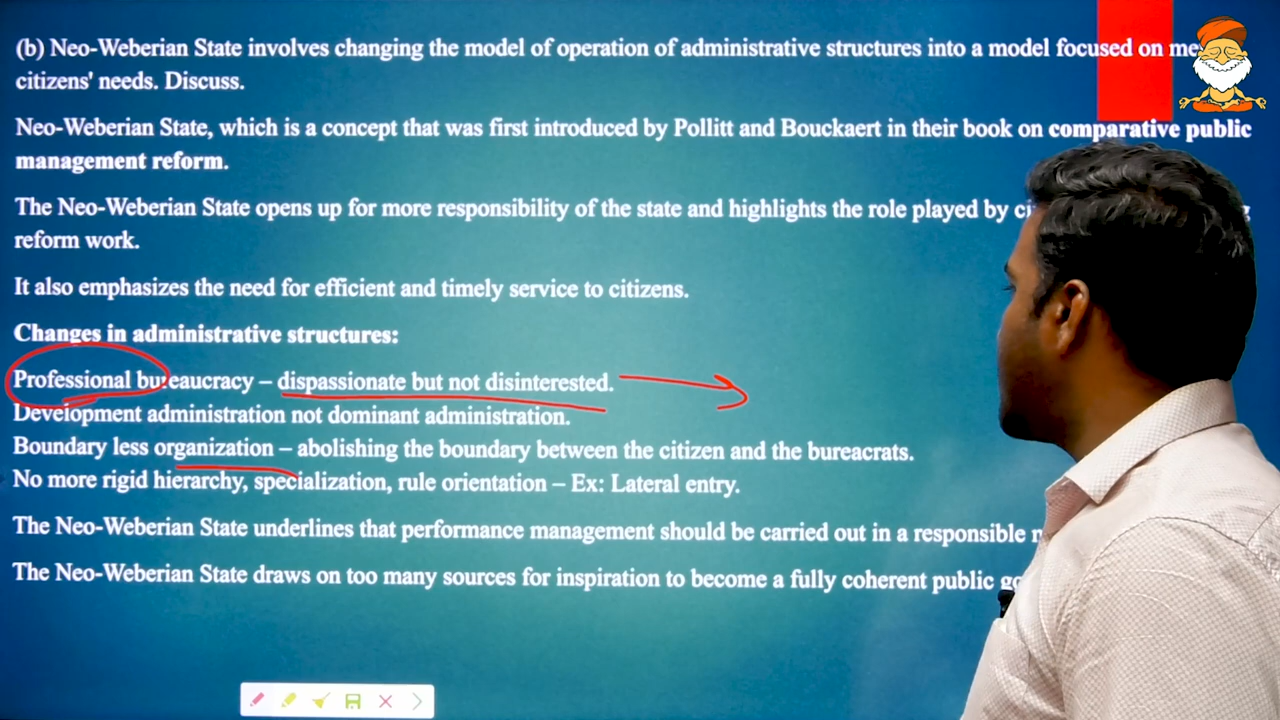 (b) Neo-Weberian State involves changing the model of operation of administrative structures into a model focused on
citizens' needs. Discuss.
Neo-Weberian State, which is a concept that was first introduced by Pollitt and Bouckaert in their book on comparative public
management reform.
The Neo-Weberian State opens up for more responsibility of the state and highlights the role played by
reform work.
It also emphasizes the need for efficient and timely service to citizens.
Changes in administrative structures:
Professional bureaucracy – dispassionate but not disinterested.
Development administration not dominant administration.
Boundary less organization – abolishing the boundary between the citizen and the bureacrats.
No more rigid hierarchy, specialization, rule orientation – Ex: Lateral entry.
The Neo-Weberian State underlines that performance management should be carried out in a responsible
The Neo-Weberian State draws on too many sources for inspiration to become a fully coherent public